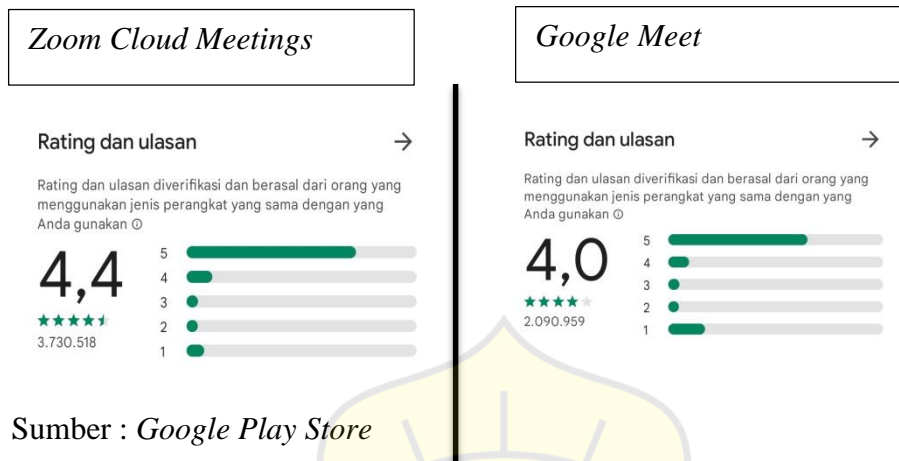 Zoom Cloud Meetings
Rating dan ulasan
Rating dan ulasan diverifikasi dan berasal dari orang yang
menggunakan jenis perangkat yang sama dengan yang
Anda gunakan
4,4
3.730.518
5
4
3
2
1
Google Meet
Rating dan ulasan
Rating dan ulasan diverifikasi dan berasal dari orang yang
menggunakan jenis perangkat yang sama dengan yang
Anda gunakan
4,0
2.090.959
5
4
3
2
1
Sumber : Google Play Store